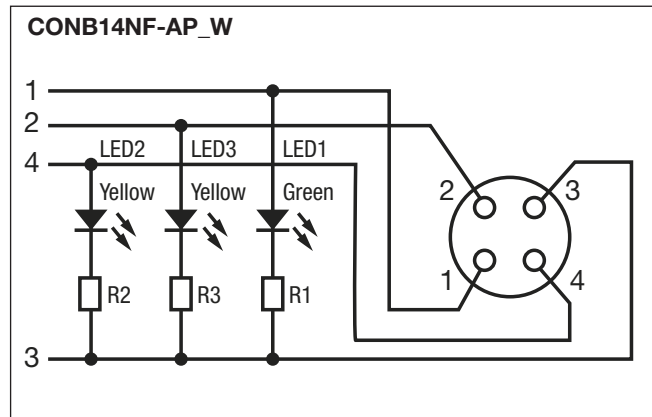 CONB14NF-AP_W
1
2
4
LED2 LED3 LED1
Yellow Yellow Green
2 3
1 4
R2 R3 R1
3